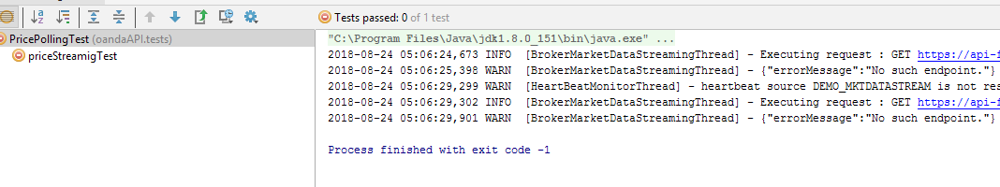 Tests passed: 0 of 1 test
PricePollingTest (oandaAPI.tests)
priceStreamigTest
"C:\Program Files\Java\jdk1.8.0_151\bin\java.exe" ...
2018-08-24 05:06:24,673 INFO [BrokerMarketDataStreamingThread] - Executing request : GET https://api-f
2018-08-24 05:06:25,398 WARN [BrokerMarketDataStreamingThread] - {"errorMessage":"No such endpoint."}
2018-08-24 05:06:29,299 WARN [HeartBeatMonitorThread] - heartbeat source DEMO_MKTDATASTREAM is not res
2018-08-24 05:06:29,302 INFO [BrokerMarketDataStreamingThread] - Executing request : GET https://api-f
2018-08-24 05:06:29,901 WARN [BrokerMarketDataStreamingThread] - {"errorMessage":"No such endpoint."}
Process finished with exit code -1